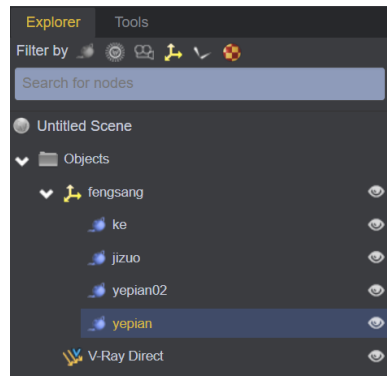 Explorer Tools
Filter by
Search for nodes
Untitled Scene
Objects
fengsang
ke
jizuo
yepian02
yepian
V-Ray Direct